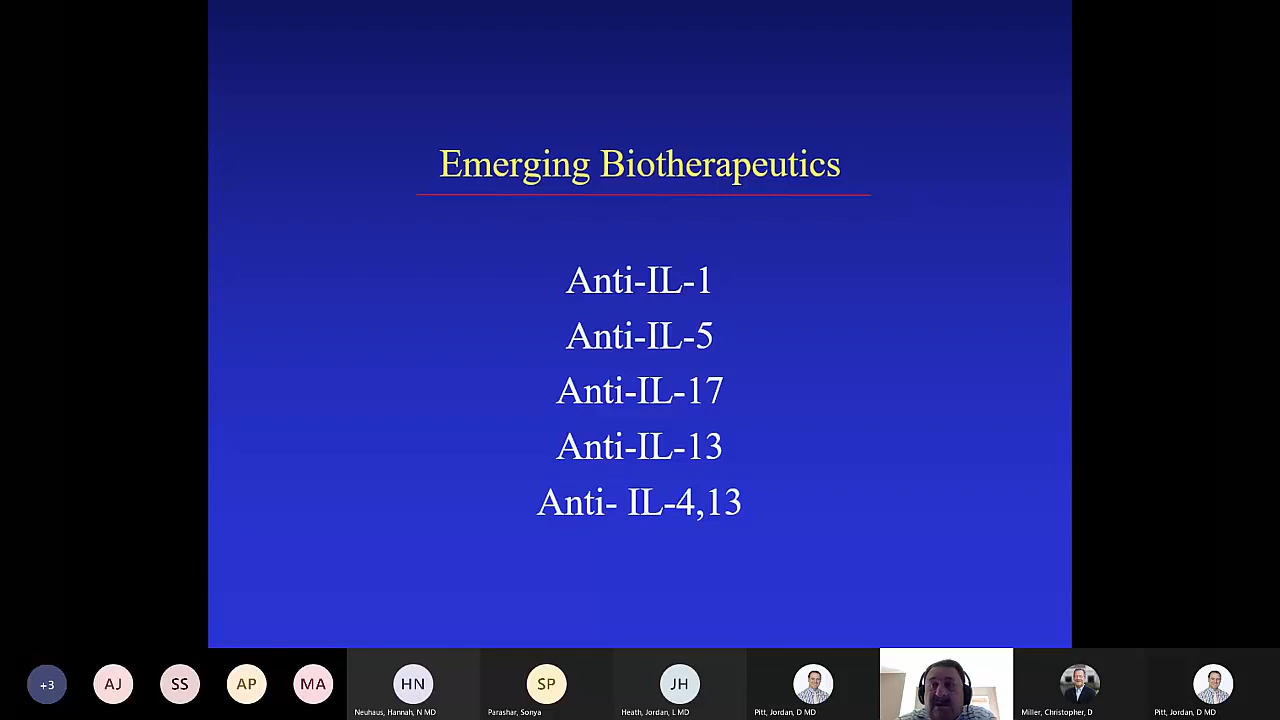 Emerging Biotherapeutics
Anti-IL-1
Anti-IL-5
Anti-IL-17
Anti-IL-13
Anti- IL-4,13
+3
AJ
SS
AP
MA
HN
SP
JH
Neuhaus, Hannah, N MD
Parashar, Sonya
Heath, Jordan, L MD
Pitt, Jordan, D MD
Miller, Christopher, D
Pitt, Jordan, D MD